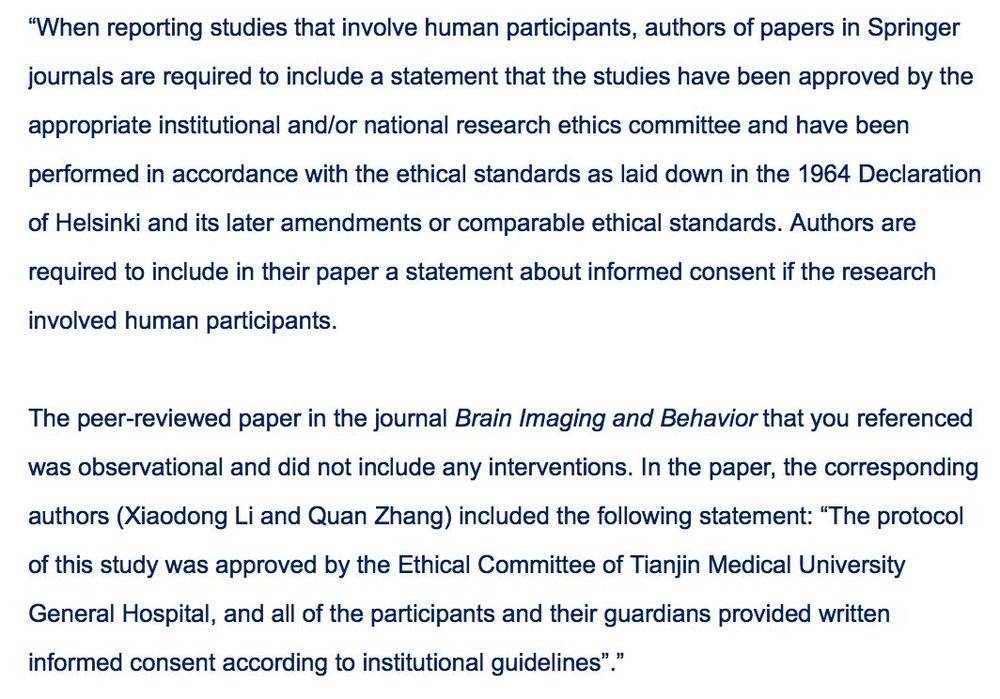 “When reporting studies that involve human participants, authors of papers in Springer
journals are required to include a statement that the studies have been approved by the
appropriate institutional and/or national research ethics committee and have been
performed in accordance with the ethical standards as laid down in the 1964 Declaration
of Helsinki and its later amendments or comparable ethical standards. Authors are
required to include in their paper a statement about informed consent if the research
involved human participants.
The peer-reviewed paper in the journal Brain Imaging and Behavior that you referenced
was observational and did not include any interventions. In the paper, the corresponding
authors (Xiaodong Li and Quan Zhang) included the following statement: “The protocol
of this study was approved by the Ethical Committee of Tianjin Medical University
General Hospital, and all of the participants and their guardians provided written
informed consent according to institutional guidelines”.”